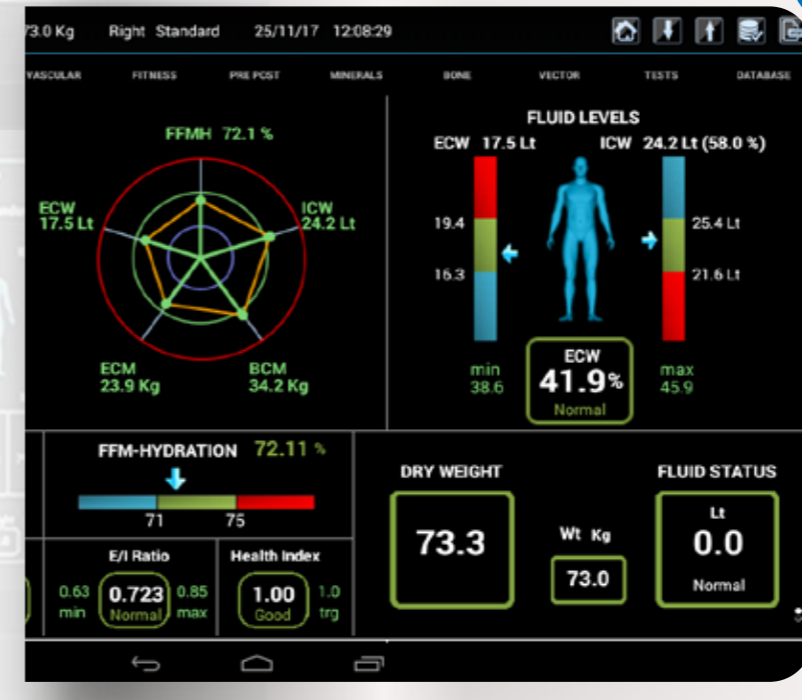 73.0 Kg Right Standard 25/11/17 12:08:29
VASCULAR FITNESS PRE POST MINERALS BONE VECTOR TESTS DATABASE
FFMH 72.1 %
ECW
17.5 Lt
ICW
24.2 Lt
ECM
23.9 Kg
BCM
34.2 Kg
FLUID LEVELS
ECW 17.5 Lt ICW 24.2 Lt (58.0 %)
19.4 25.4 Lt
16.3 21.6 Lt
min
38.6
ECW
41.9%
Normal
max
45.9
FFM-HYDRATION 72.11 %
71 75
E/I Ratio
0.63
min
0.723
Normal
0.85
max
Health Index
1.00
Good
1.0
trg
DRY WEIGHT
73.3
Wt Kg
73.0
FLUID STATUS
Lt
0.0
Normal